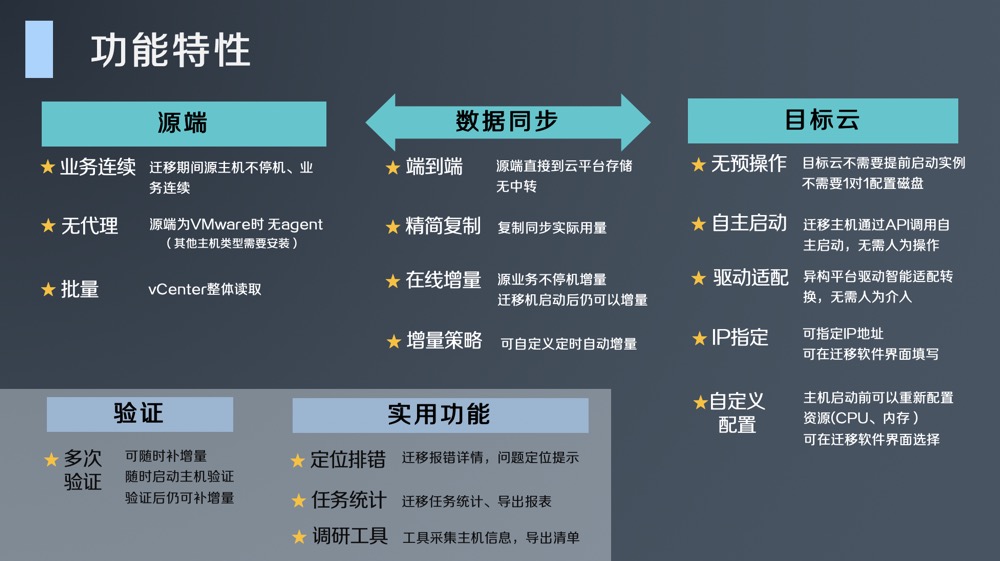 功能特性
源端
业务连续
迁移期间源主机不停机、业
务连续
无代理
源端为VMware时 无agent
（其他主机类型需要安装）
批量
vCenter整体读取
数据同步
端到端
源端直接到云平台存储
无中转
精简复制
复制同步实际用量
在线增量
源业务不停机增量
迁移机启动后仍可以增量
增量策略
可自定义定时自动增量
目标云
无预操作
目标云不需要提前启动实例
不需要1对1配置磁盘
自主启动
迁移主机通过API调用自
主启动，无需人为操作
驱动适配
异构平台驱动智能适配转
换，无需人为介入
IP指定
可指定IP地址
可在迁移软件界面填写
自定义
配置
主机启动前可以重新配置
资源(CPU、内存 ）
可在迁移软件界面选择
验证
多次
验证
可随时补增量
随时启动主机验证
验证后仍可补增量
实用功能
定位排错
迁移报错详情，问题定位提示
任务统计
迁移任务统计、导出报表
调研工具
工具采集主机信息，导出清单